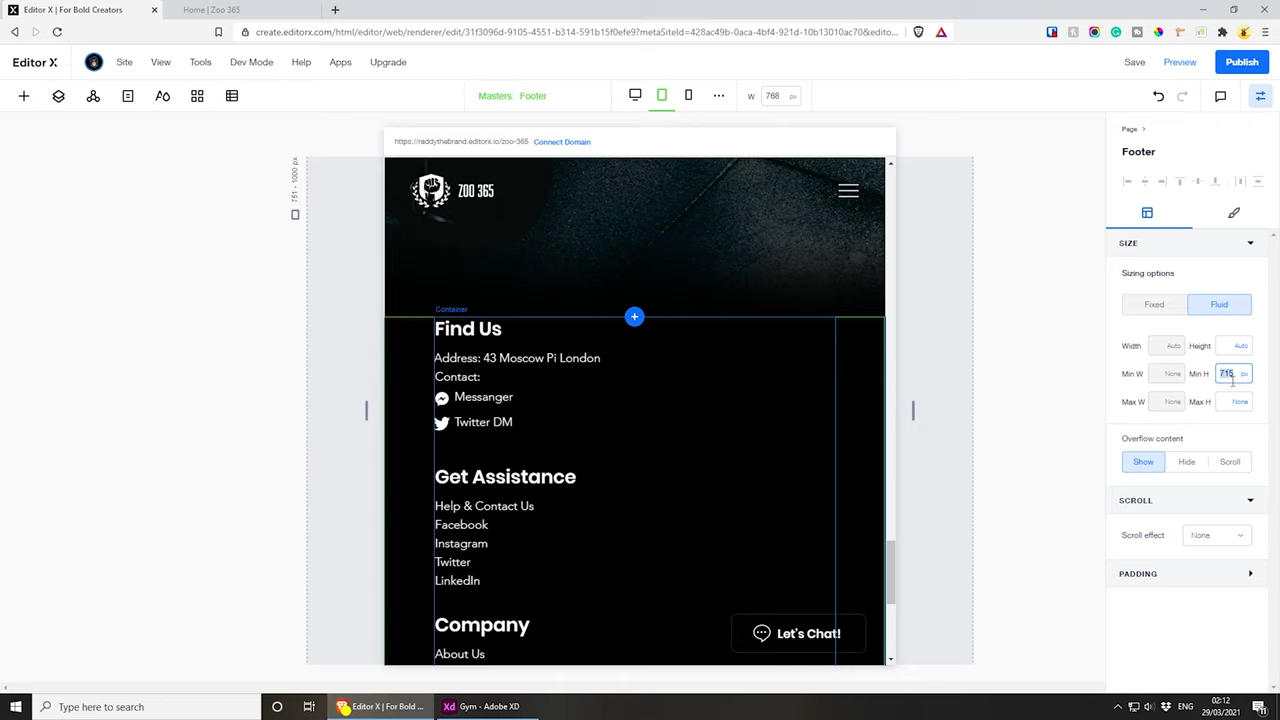 Editor X | For Bold Creators
Home | Zoo 365
create.editorx.com/html/editor/web/renderer/edit/31f3096d-9105-4551-b314-591b15f0efe9?metaSiteId=428ac49b-0aca-4bf4-921d-10b13010ac70&edito...
Editor X
Site
View
Tools
Dev Mode
Help
Apps
Upgrade
Save
Preview
Publish
Masters: Footer
W 768 px
https://raddythebrand.editorx.io/zoo-365 Connect Domain
751 - 1000 px
ZOO 365
Container
Find Us
Address: 43 Moscow Pi London
Contact:
Messanger
Twitter DM
Get Assistance
Help & Contact Us
Facebook
Instagram
Twitter
LinkedIn
Company
About Us
Let's Chat!
Page
Footer
SIZE
Sizing options
Fixed Fluid
Width Auto Height Auto
Min W None Min H 715 px
Max W None Max H None
Overflow content
Show Hide Scroll
SCROLL
Scroll effect None
PADDING
Type here to search
Editor X | For Bold ...
Gym - Adobe XD
ENG
02:12
29/03/2021